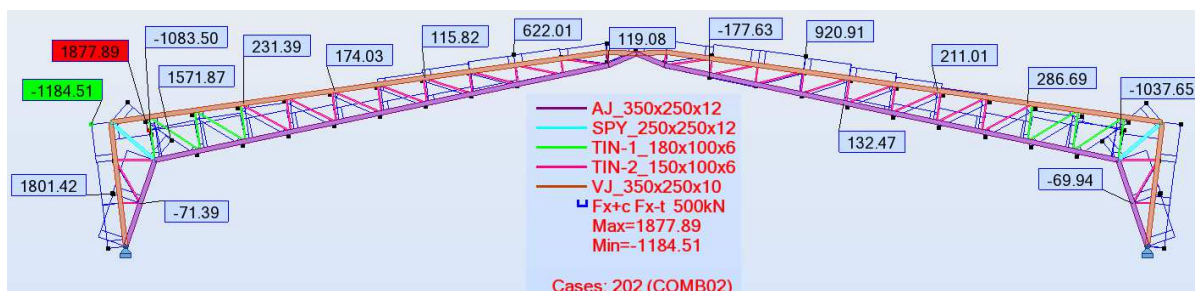 -1083.50
1877.89
231.39
174.03
115.82
622.01
119.08
-177.63
920.91
211.01
286.69
-1037.65
1571.87
-1184.51
132.47
1801.42
-71.39
-69.94
AJ_350x250x12
SPY_250x250x12
TIN-1_180x100x6
TIN-2_150x100x6
VJ_350x250x10
Fx+c Fx-t 500kN
Max=1877.89
Min=-1184.51
Cases: 202 (COMB02)